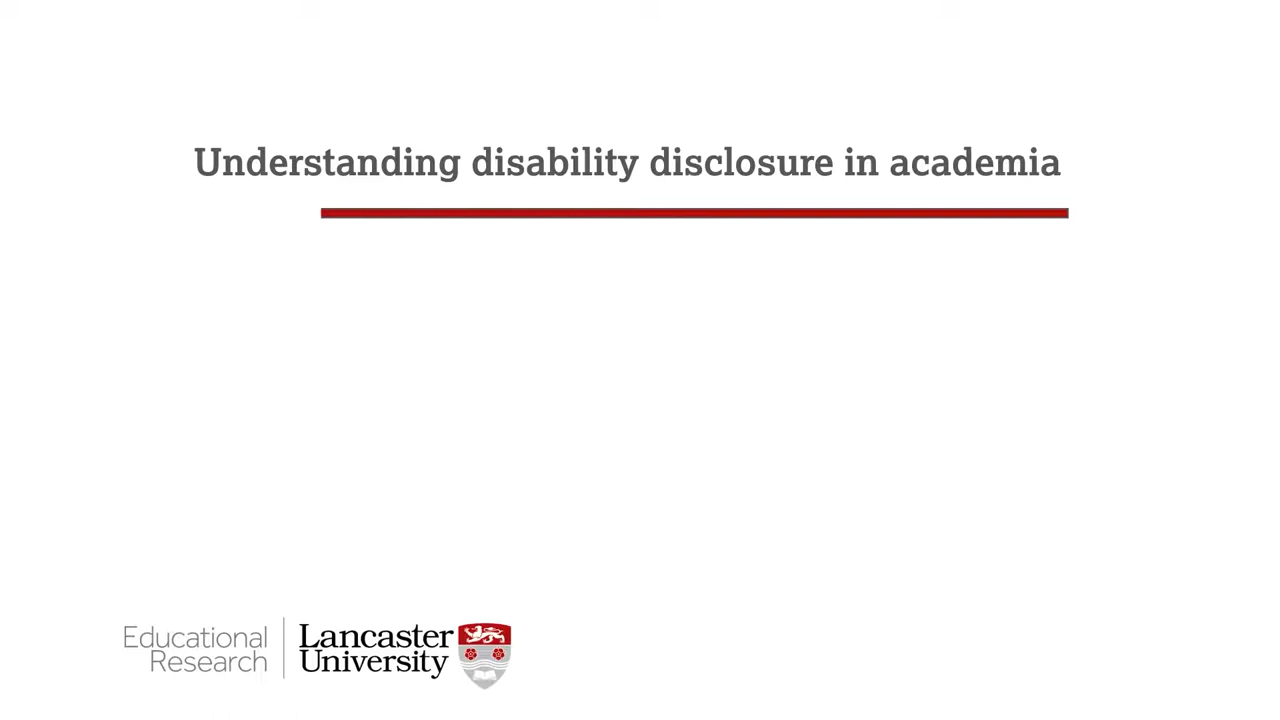 Understanding disability disclosure in academia
Educational
Research
Lancaster
University